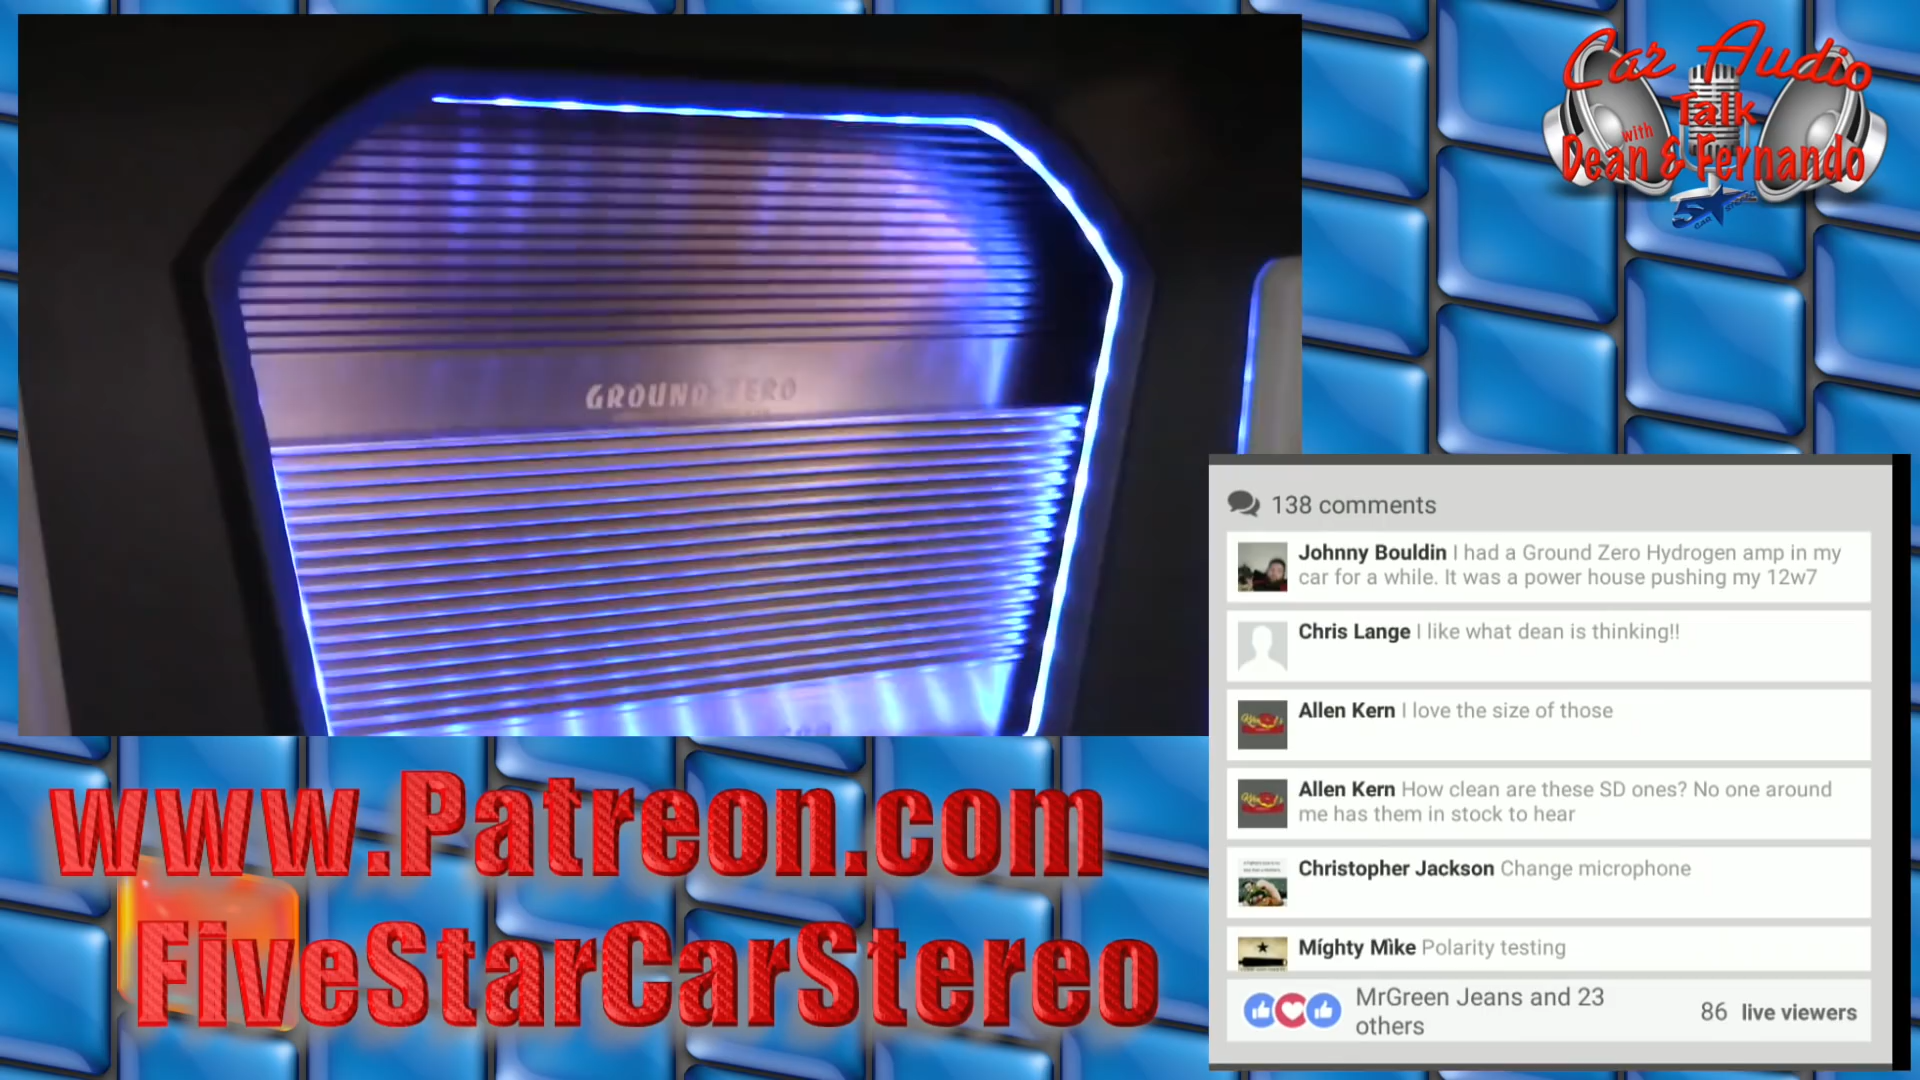 Car Audio
Talk
with
Dean & Fernando
GROUND ZERO
138 comments
Johnny Bouldin I had a Ground Zero Hydrogen amp in my
car for a while. It was a power house pushing my 12w7
Chris Lange I like what dean is thinking!!
Allen Kern I love the size of those
Allen Kern How clean are these SD ones? No one around
me has them in stock to hear
Christopher Jackson Change microphone
Míghty Mìke Polarity testing
MrGreen Jeans and 23
others
86 live viewers
www.Patreon.com
FiveStarCarStereo